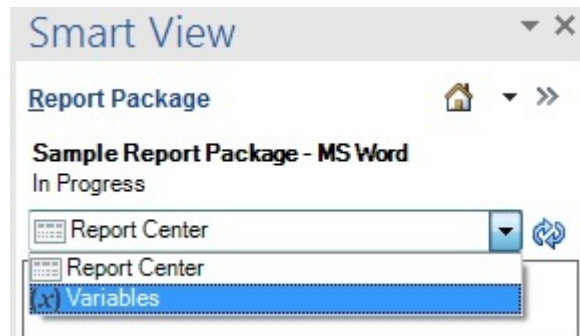 Smart View
Report Package
Sample Report Package - MS Word
In Progress
Report Center
Report Center
(x) Variables